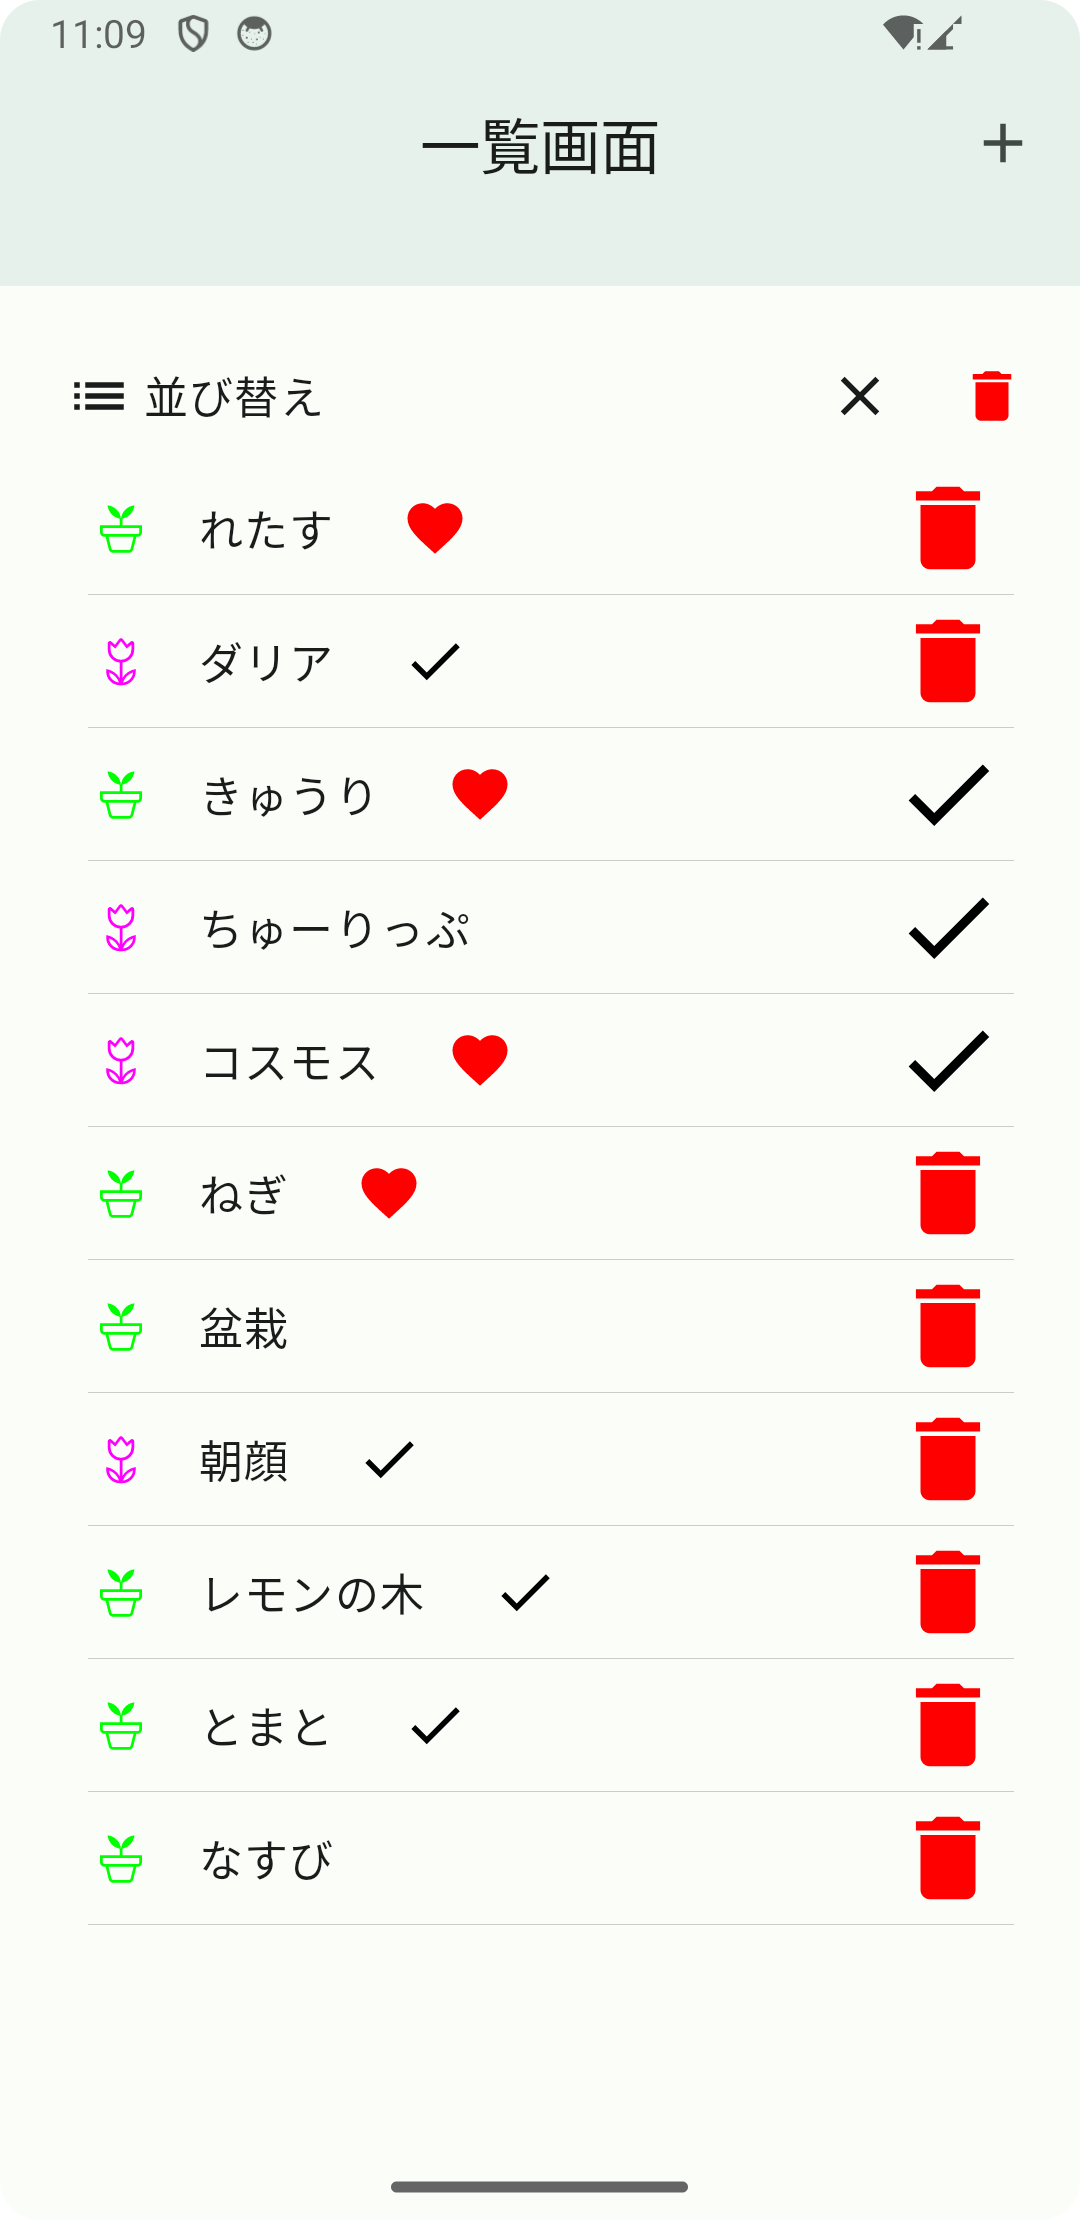 11:09
一覧画面
並び替え
れたす
ダリア
きゅうり
ちゅーりっぷ
コスモス
ねぎ
盆栽
朝顔
レモンの木
とまと
なすび